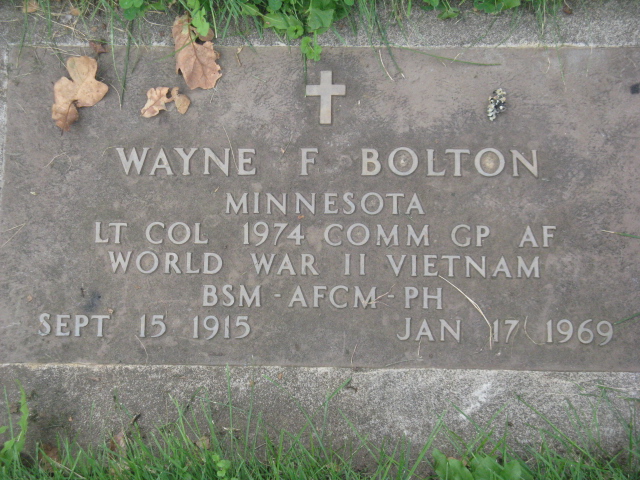 WAYNE F BOLTON
MINNESOTA
LT COL 1974 COMM GP AF
WORLD WAR II VIETNAM
BSM - AFCM - PH
SEPT 15 1915 JAN 17 1969